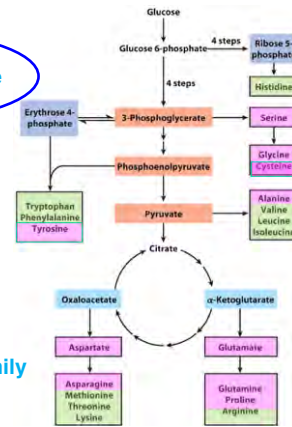 Glucose
Glucose 6-phosphate
4 steps
Ribose 5-
phosphate
Histidine
4 steps
Erythrose 4-
phosphate
3-Phosphoglycerate
Serine
Glycine
Cysteine
Phosphoenolpyruvate
Tryptophan
Phenylalanine
Tyrosine
Pyruvate
Alanine
Valine
Leucine
Isoleucine
Citrate
Oxaloacetate
α-Ketoglutarate
Aspartate
Glutamate
Asparagine
Methionine
Threonine
Lysine
Glutamine
Proline
Arginine